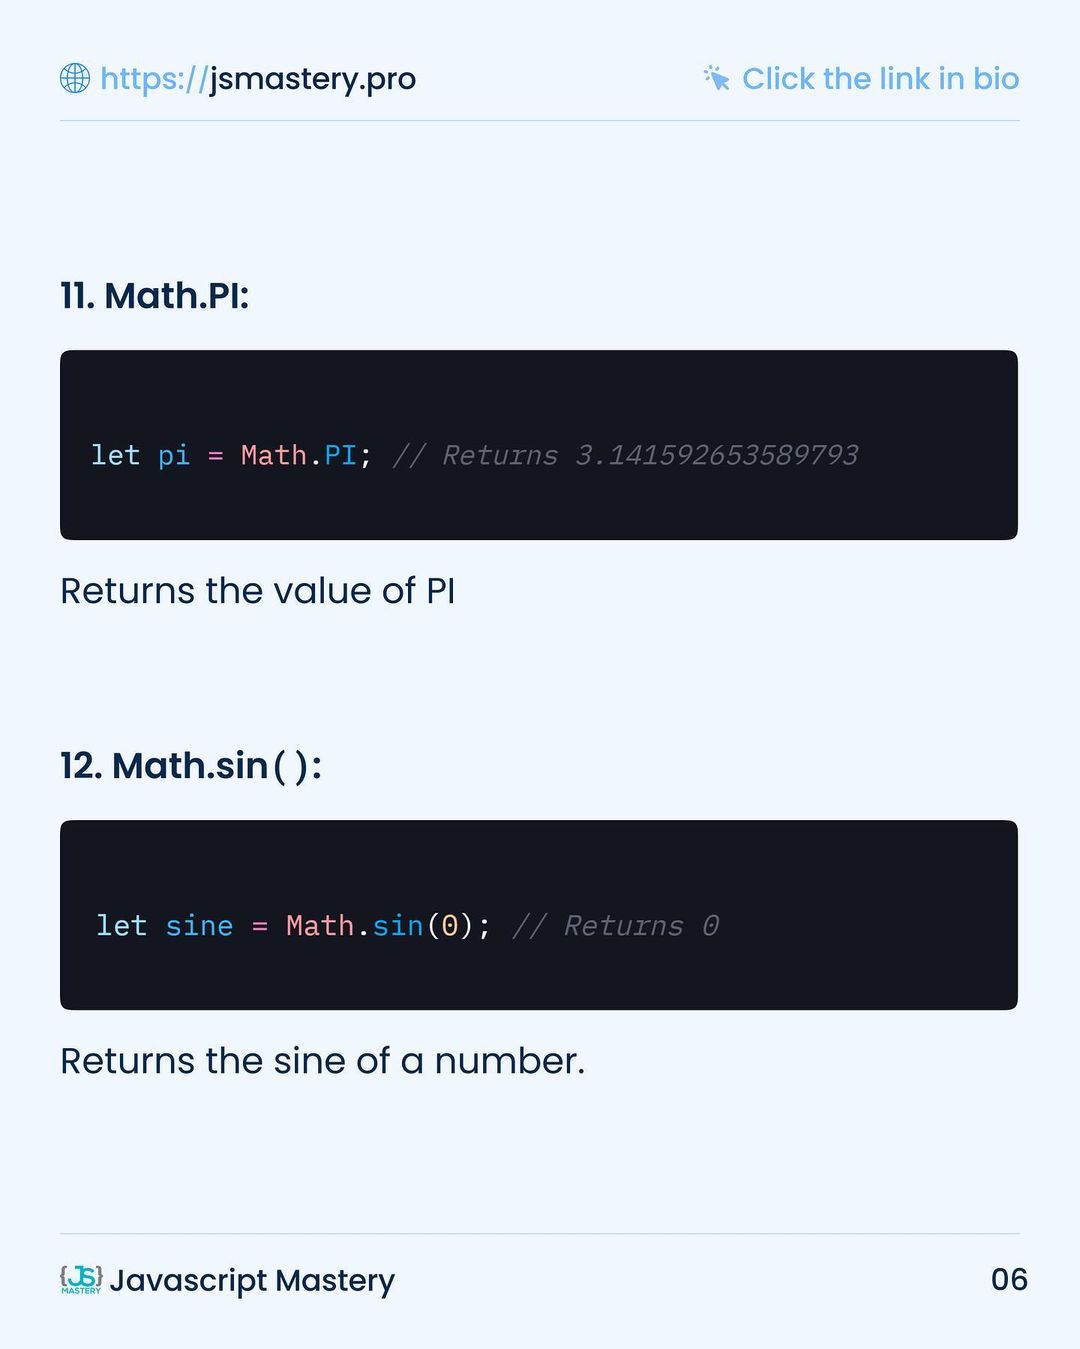 https://jsmastery.pro
Click the link in bio
11. Math.PI:
let pi = Math.PI; // Returns 3.141592653589793
Returns the value of PI
12. Math.sin():
let sine = Math.sin(0); // Returns 0
Returns the sine of a number.
{JS}
MASTERY
Javascript Mastery
06